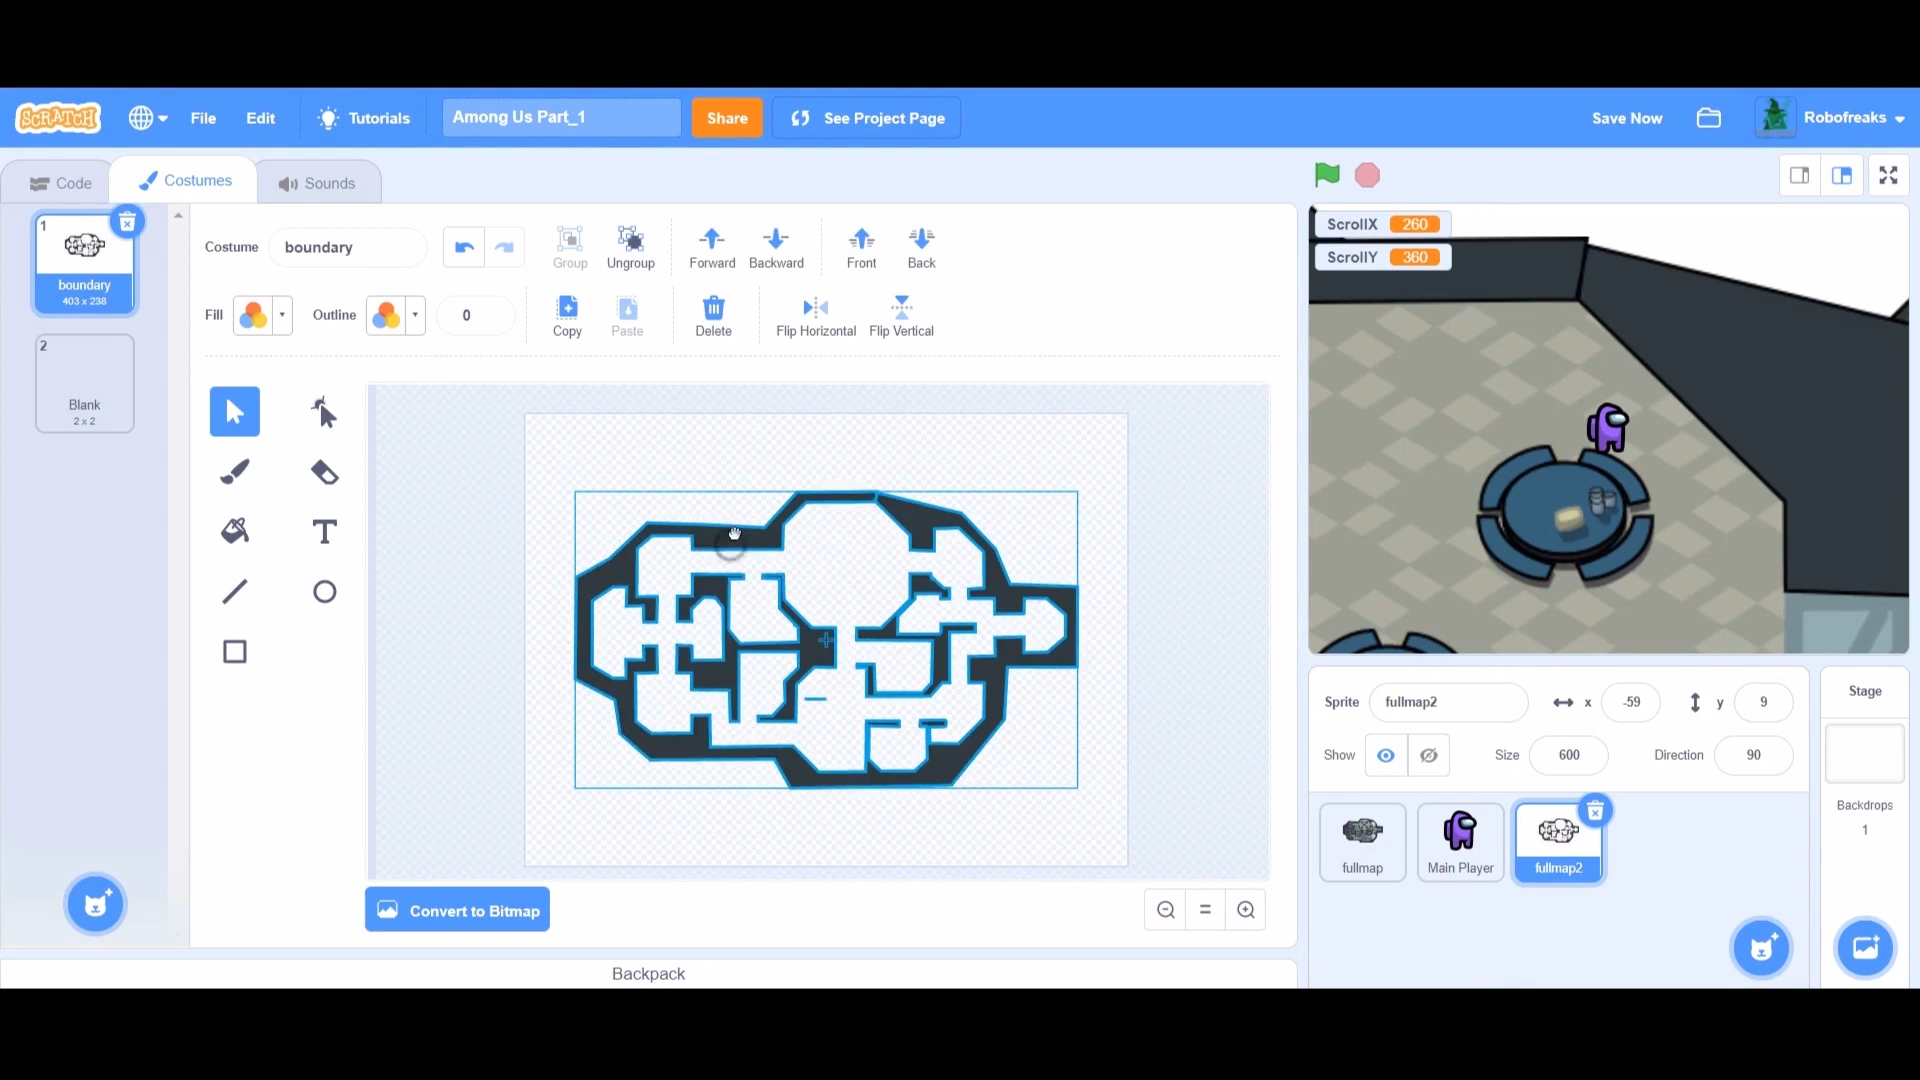 SCRATCH
File
Edit
Tutorials
Among Us Part_1
Share
See Project Page
Save Now
Robofreaks
Code
Costumes
Sounds
1
boundary
403 x 238
2
Blank
2 x 2
Costume
boundary
Group
Ungroup
Forward
Backward
Front
Back
Fill
Outline
0
Copy
Paste
Delete
Flip Horizontal
Flip Vertical
T
Convert to Bitmap
Backpack
ScrollX 260
ScrollY 360
Sprite
fullmap2
x
-59
y
9
Show
Size
600
Direction
90
fullmap
Main Player
fullmap2
Stage
Backdrops
1